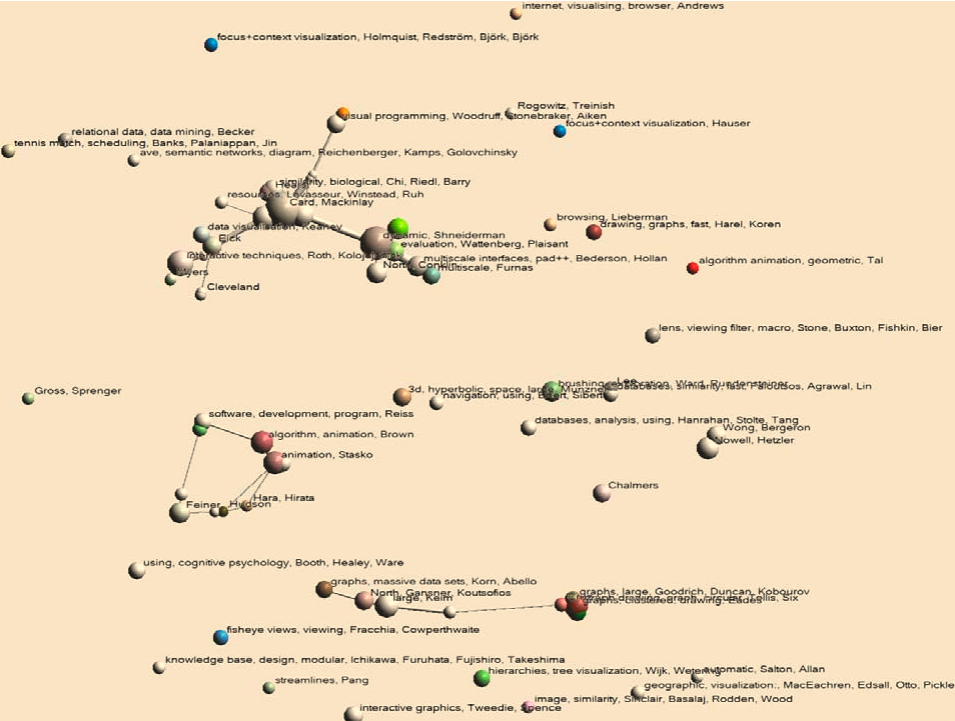 internet, visualising, browser, Andrews
focus+context visualization, Holmquist, Redström, Björk, Björk
Rogowitz, Treinish
visual programming, Woodruff, Stonebraker, Aiken
focus+context visualization, Hauser
relational data, data mining, Becker
tennis match, scheduling, Banks, Palaniappan, Jin
ave, semantic networks, diagram, Reichenberger, Kamps, Golovchinsky
similarity, biological, Chi, Riedl, Barry
resources, Levasseur, Winstead, Ruh
Card, Mackinlay
browsing, Lieberman
drawing, graphs, fast, Harel, Koren
data visualisation, Keahey
dynamic, Shneiderman
Eick
evaluation, Wattenberg, Plaisant
interactive techniques, Roth,
multiscale interfaces, pad++, Bederson, Hollan
algorithm animation, geometric, Tal
North,
multiscale, Furnas
Myers
Cleveland
lens, viewing filter, macro, Stone, Buxton, Fishkin, Bier
Gross, Sprenger
3d, hyperbolic, space, large, Munzner
brushing, Ward, Rundensteiner
databases, similarity, fast, Faloutsos, Agrawal, Lin
navigation, using,
software, development, program, Reiss
databases, analysis, using, Hanrahan, Stolte, Tang
Wong, Bergeron
algorithm, animation, Brown
Nowell, Hetzler
animation, Stasko
Chalmers
Hara, Hirata
Feiner, Hudson
using, cognitive psychology, Booth, Healey, Ware
graphs, massive data sets, Korn, Abello
North, Gansner, Koutsofios
large, Keim
graphs, large, Goodrich, Duncan, Kobourov
graph drawing, graph, circular, Tollis, Six
graphs, clustered, drawing, Eades
fisheye views, viewing, Fracchia, Cowperthwaite
knowledge base, design, modular, Ichikawa, Furuhata, Fujishiro, Takeshima
hierarchies, tree visualization, Wijk, Wetering
automatic, Salton, Allan
streamlines, Pang
geographic, visualization:, MacEachren, Edsall, Otto, Pickle
image, similarity, Sinclair, Basalaj, Rodden, Wood
interactive graphics, Tweedie, Spence